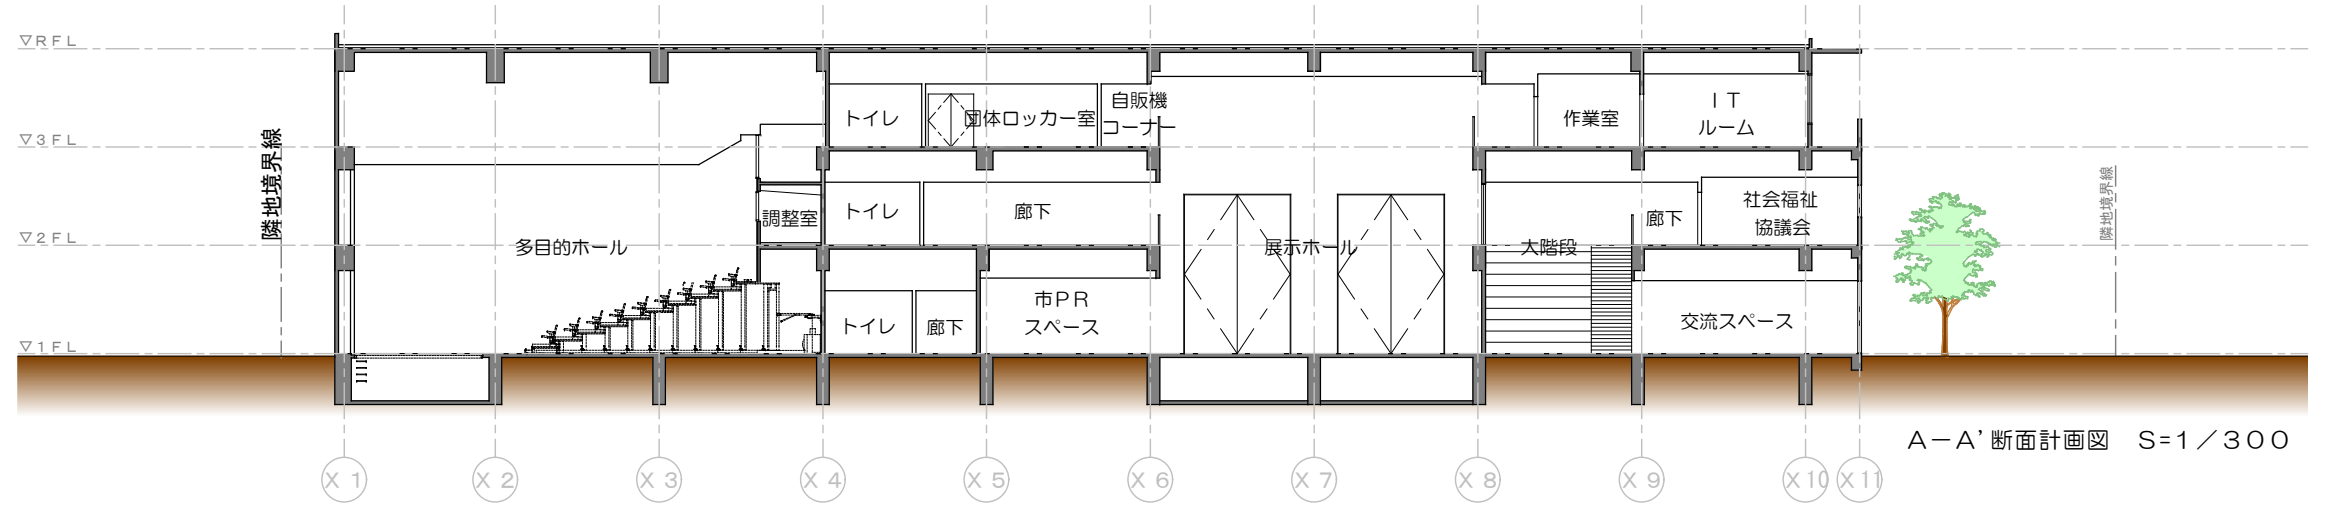 ▽RFL
▽3FL
▽2FL
▽1FL
隣地境界線
トイレ
団体ロッカー室
自販機
コーナー
作業室
IT
ルーム
調整室
トイレ
廊下
廊下
社会福祉
協議会
多目的ホール
展示ホール
大階段
トイレ
廊下
市PR
スペース
交流スペース
隣地境界線
A-A'断面計画図 S=1/300
X1
X2
X3
X4
X5
X6
X7
X8
X9
X10
X11